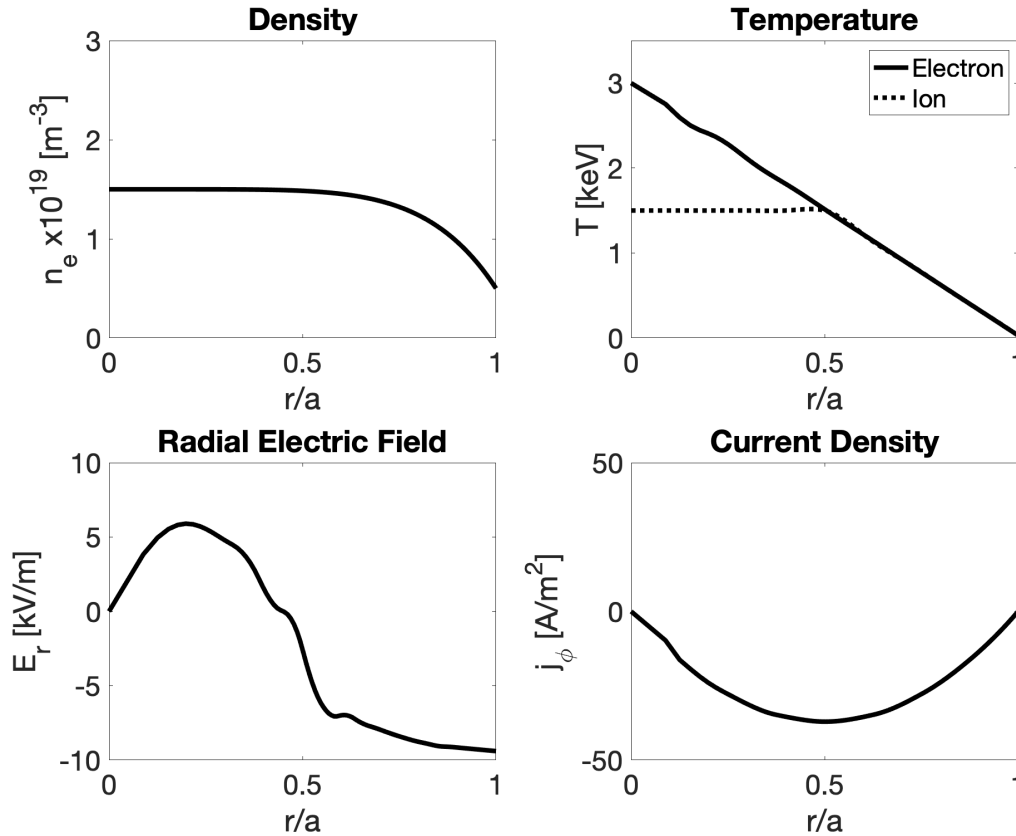 Density
3
2
1
0
n_e x10^19 [m^-3]
0
0.5
1
r/a
Temperature
Electron
Ion
3
2
1
0
T [keV]
0
0.5
1
r/a
Radial Electric Field
10
5
0
-5
-10
E_r [kV/m]
0
0.5
1
r/a
Current Density
50
0
-50
j_ϕ [A/m^2]
0
0.5
1
r/a